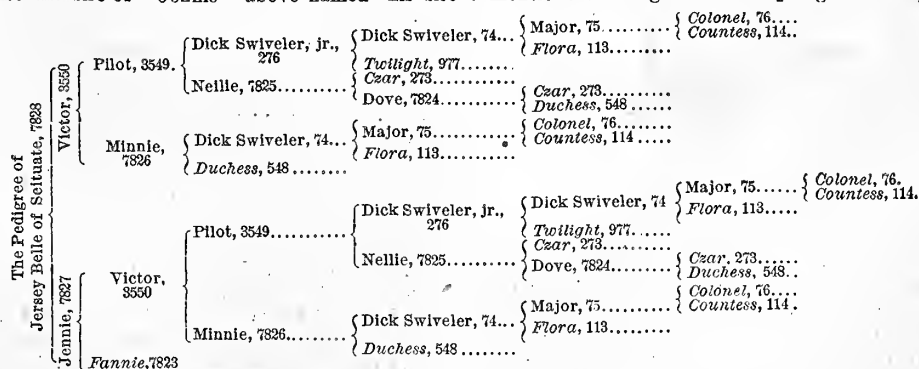 Dick Swiveler, 74... Major, 75......... Colonel, 76....
Countess, 114..
Dick Swiveler, jr., 276
Flora, 113.........
Pilot, 3549.
Twilight, 977...
Nellie, 7825......... Czar, 273.........
Dove, 7824........ Czar, 273.........
Duchess, 548 ......
Victor, 3550
Minnie, 7826
Dick Swiveler, 74... Major, 75......... Colonel, 76......
Countess, 114 ...
Flora, 113.........
Duchess, 548 ........
The Pedigree of
Jersey Belle of Scituate, 7828
Dick Swiveler, jr., 276
Dick Swiveler, 74 Major, 75...... Colonel, 76.
Countess, 114.
Flora, 113......
Twilight, 977......
Pilot, 3549..........
Nellie, 7825......... Czar, 273.........
Dove, 7824........ Czar, 273......
Duchess, 548..
Victor, 3550
Jennie, 7827
Minnie, 7826.......... Dick Swiveler, 74... Major, 75......... Colonel, 76....
Countess, 114.
Flora, 113.........
Duchess, 548........
Fannie, 7823